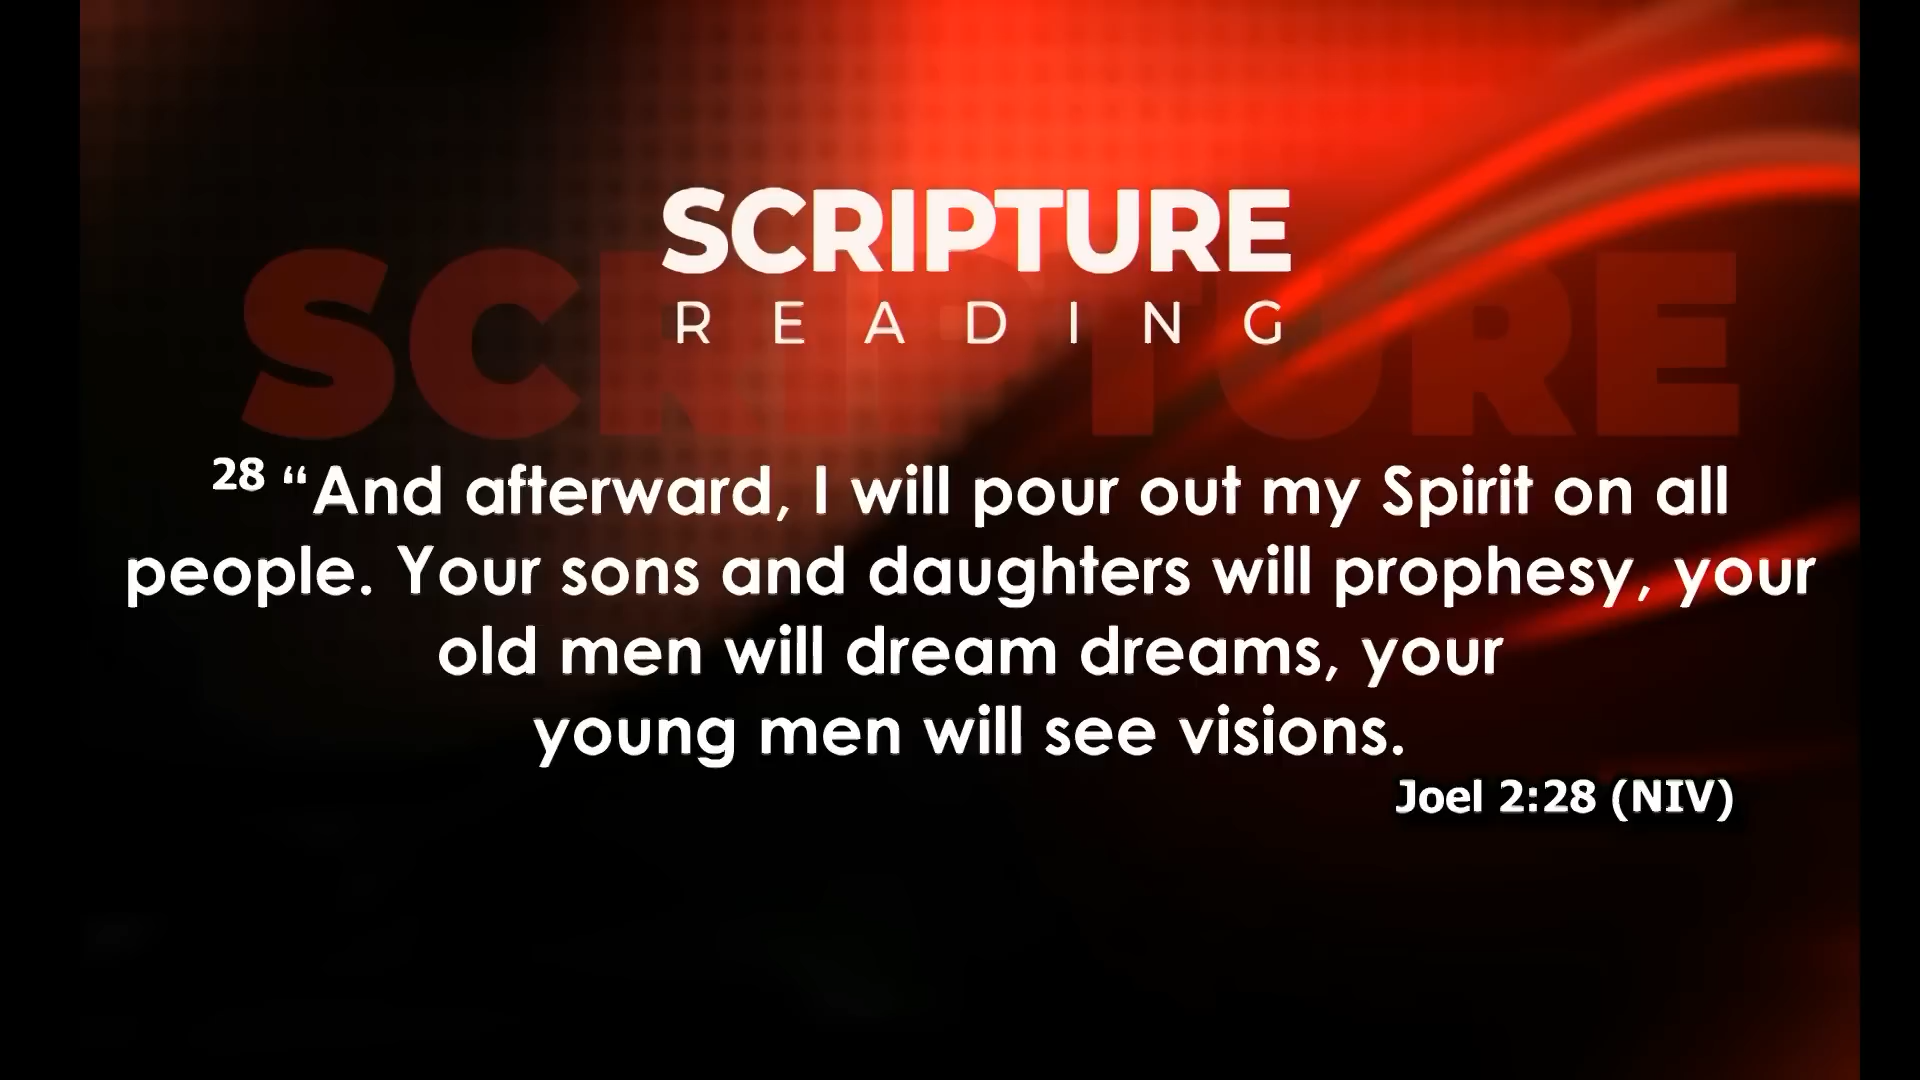 SCRIPTURE
READING
SCRIPTURE
28 “And afterward, I will pour out my Spirit on all
people. Your sons and daughters will prophesy, your
old men will dream dreams, your
young men will see visions.
Joel 2:28 (NIV)